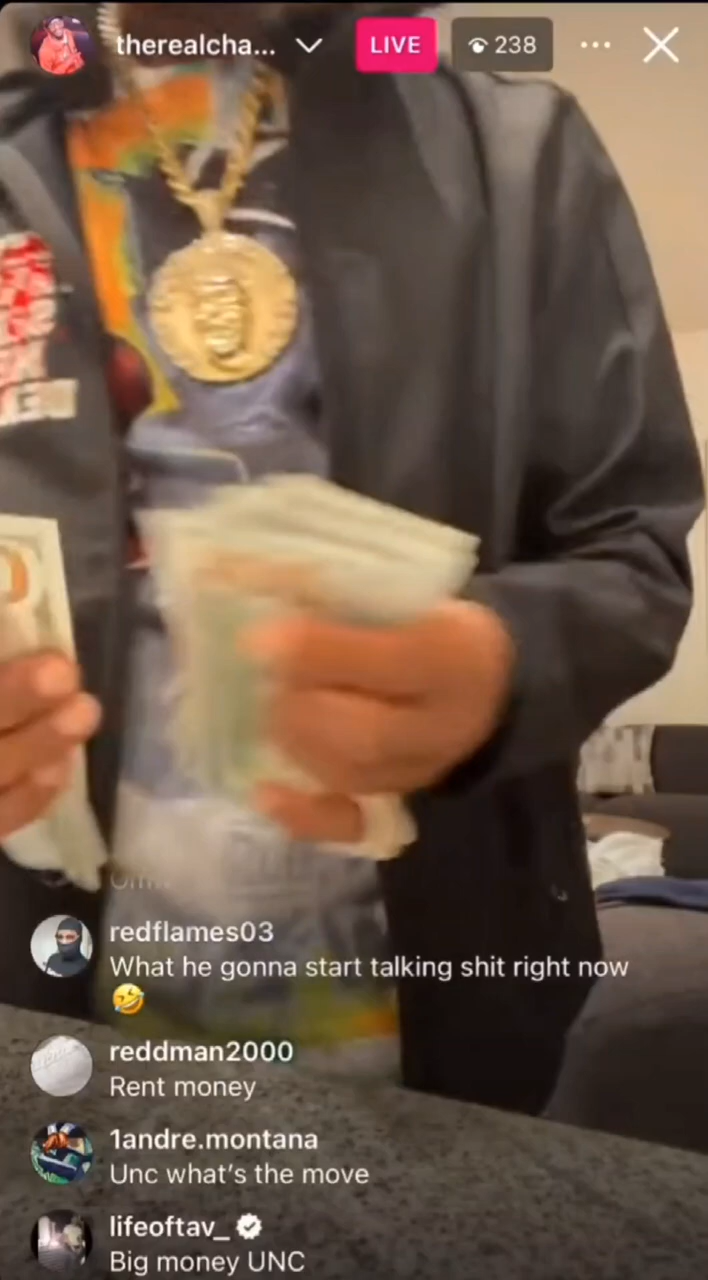 therealcha...
LIVE
238
redflames03
What he gonna start talking shit right now
🤣
reddman2000
Rent money
1andre.montana
Unc what's the move
lifeoftav_
Big money UNC